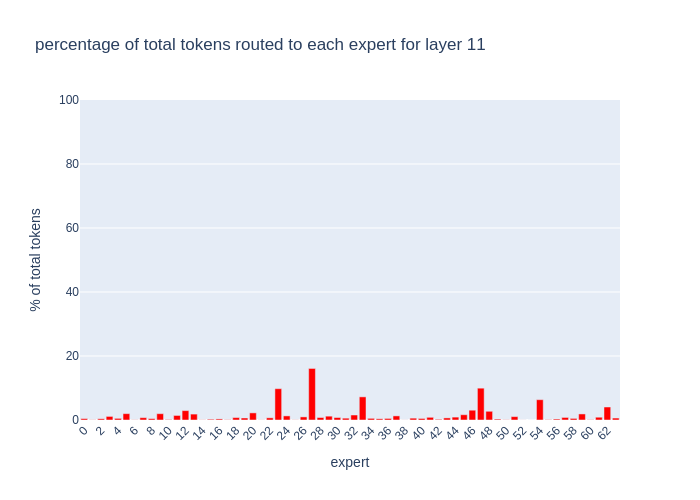 percentage of total tokens routed to each expert for layer 11
100
80
60
40
20
0
% of total tokens
0 2 4 6 8 10 12 14 16 18 20 22 24 26 28 30 32 34 36 38 40 42 44 46 48 50 52 54 56 58 60 62
expert